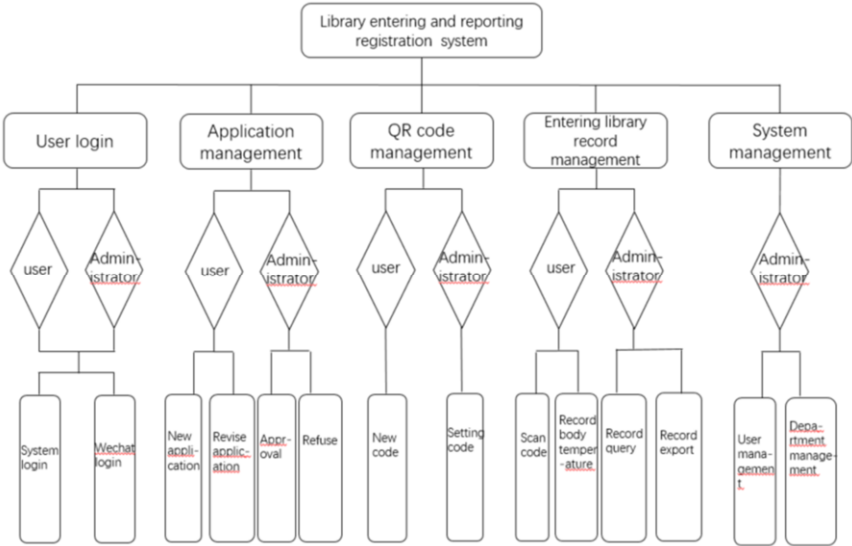 Library entering and reporting
registration system
User login
Application
management
QR code
management
Entering library
record
management
System
management
user
Admin-
istrator
user
Admin-
istrator
user
Admin-
istrator
user
Admin-
istrator
Admin-
istrator
System
login
Wechat
login
New
appli-
cation
Revise
applic-
ation
Appr-
oval
Refuse
New
code
Setting
code
Scan
code
Record
body
temper
-ature
Record
query
Record
export
User
mana-
gemen
t
Depa-
rtment
manage-
ment